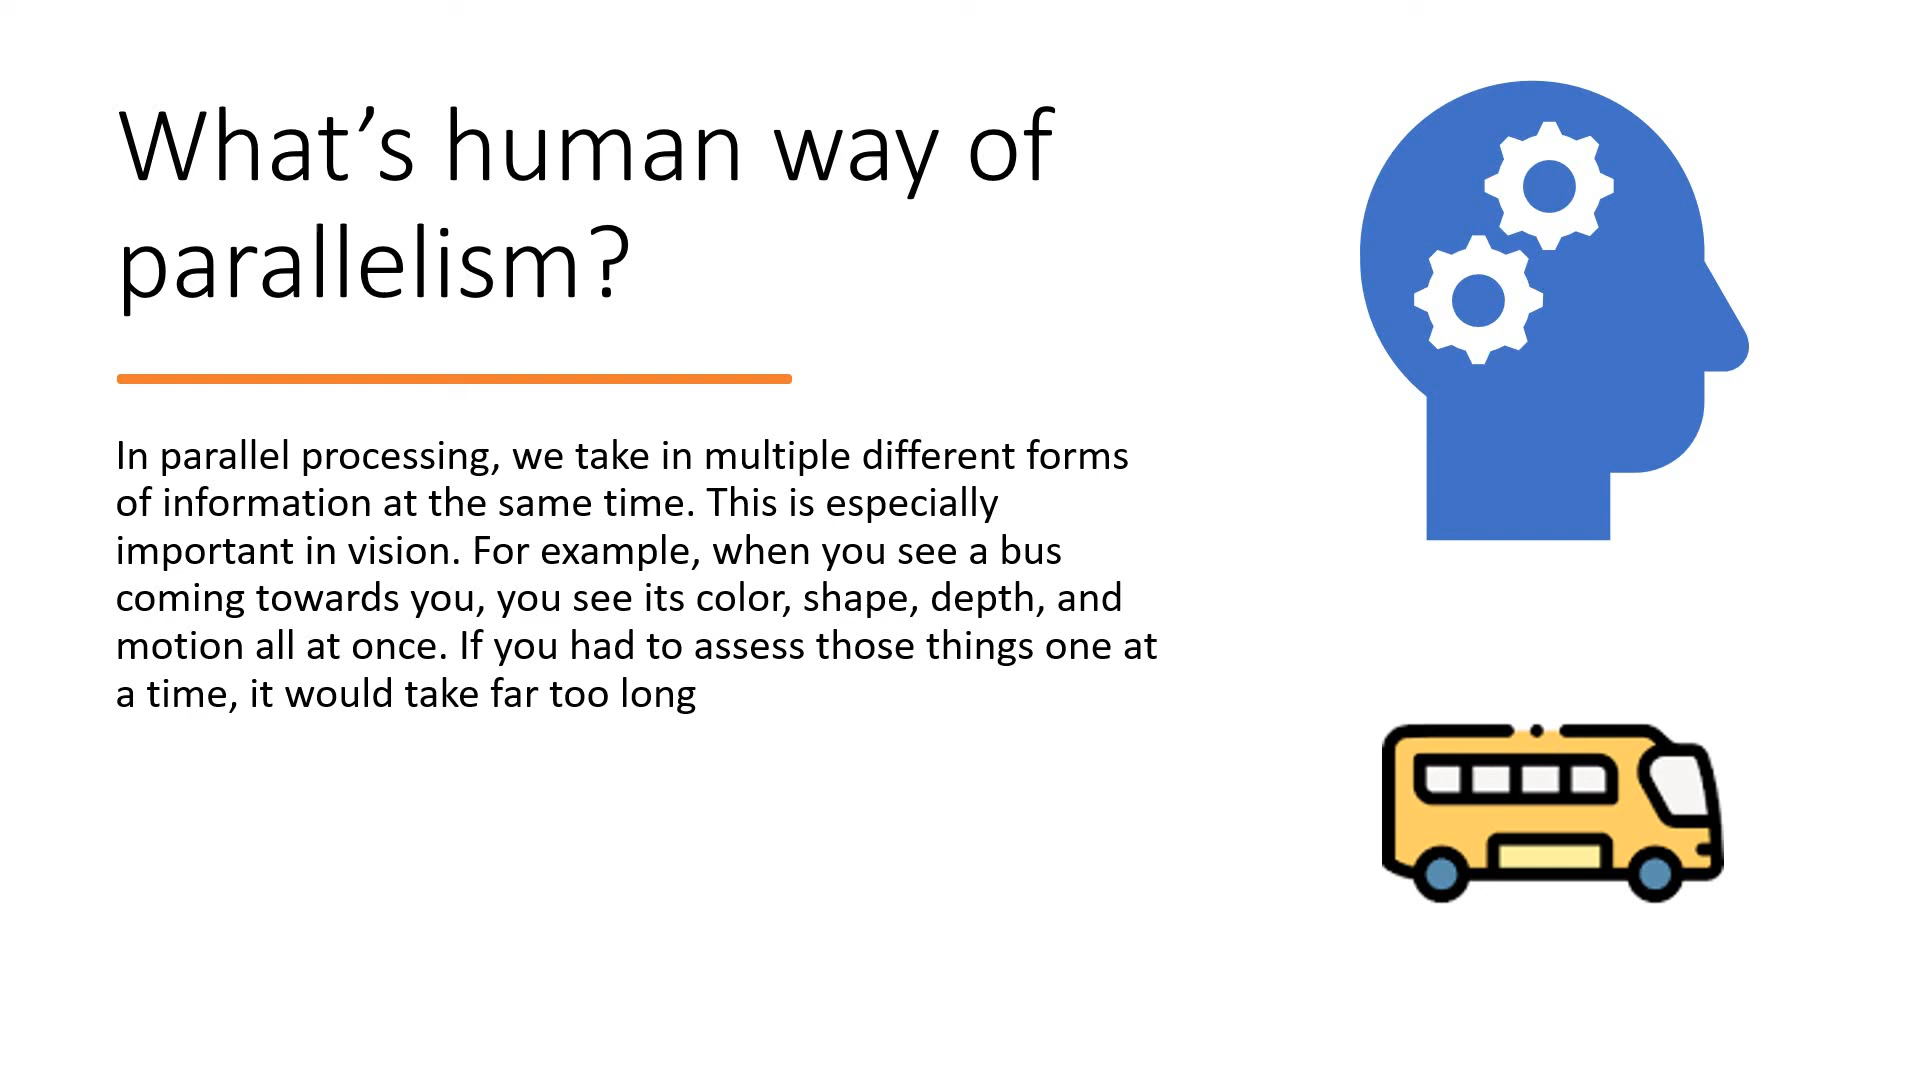 What’s human way of
parallelism?
In parallel processing, we take in multiple different forms
of information at the same time. This is especially
important in vision. For example, when you see a bus
coming towards you, you see its color, shape, depth, and
motion all at once. If you had to assess those things one at
a time, it would take far too long